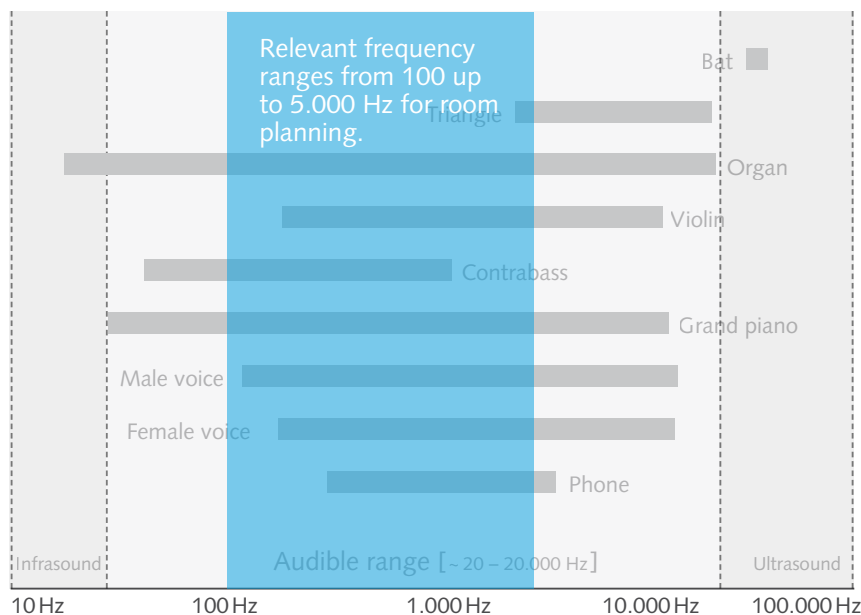 Relevant frequency
ranges from 100 up
to 5.000 Hz for room
planning.
Bat
Triangle
Organ
Violin
Contrabass
Grand piano
Male voice
Female voice
Phone
Infrasound
Audible range [~ 20 – 20.000 Hz]
Ultrasound
10 Hz 100 Hz 1.000 Hz 10.000 Hz 100.000 Hz